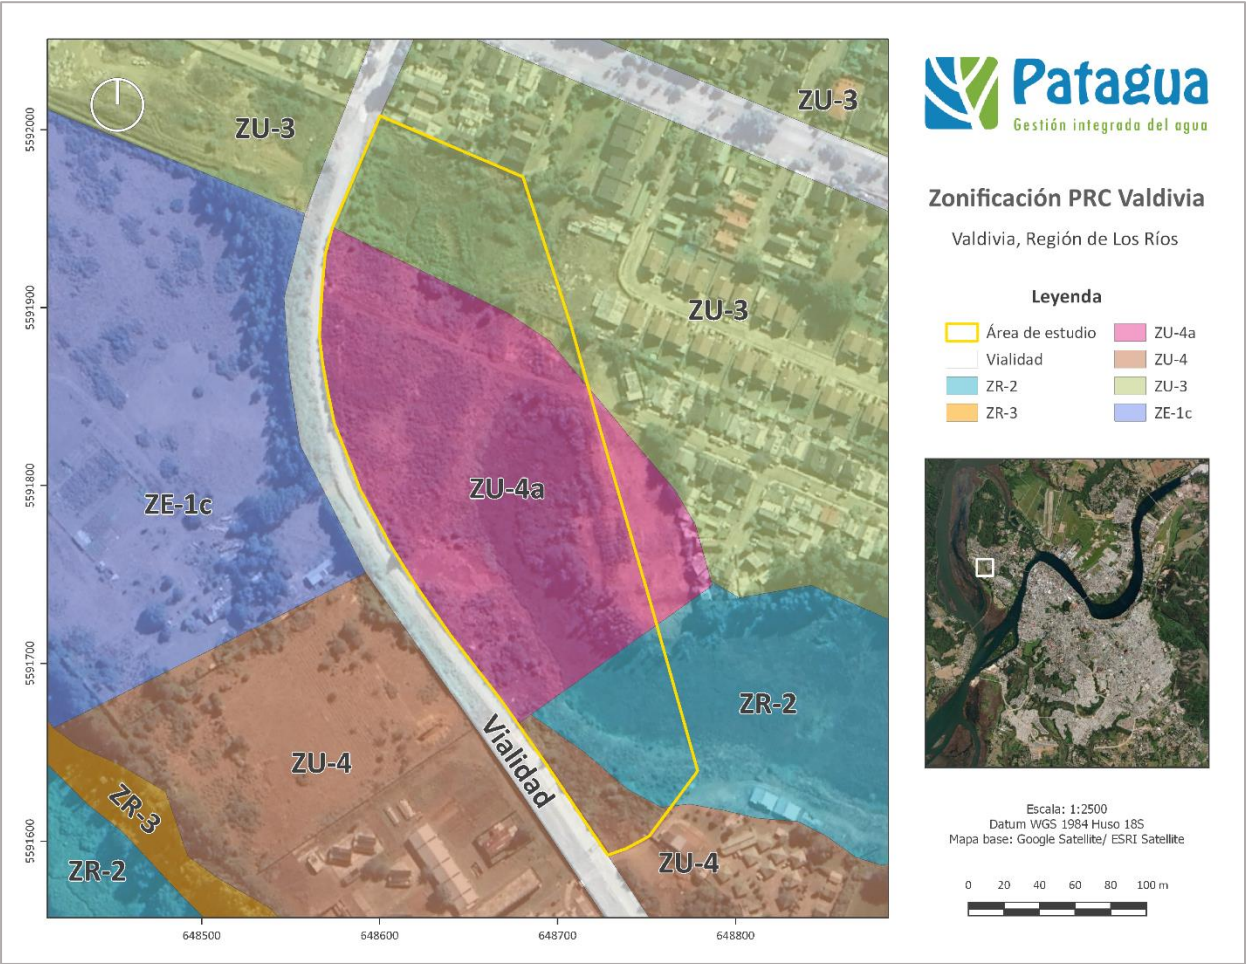 Patagua
Gestión integrada del agua
Zonificación PRC Valdivia
Valdivia, Región de Los Ríos
Leyenda
Área de estudio
Vialidad
ZR-2
ZR-3
ZU-4a
ZU-4
ZU-3
ZE-1c
Escala: 1:2500
Datum WGS 1984 Huso 18S
Mapa base: Google Satellite/ ESRI Satellite
0 20 40 60 80 100 m
ZU-3
ZU-3
ZU-3
ZE-1c
ZU-4a
ZR-2
Vialidad
ZU-4
ZR-3
ZR-2
ZU-4
5592000
5591900
5591800
5591700
5591600
648500 648600 648700 648800